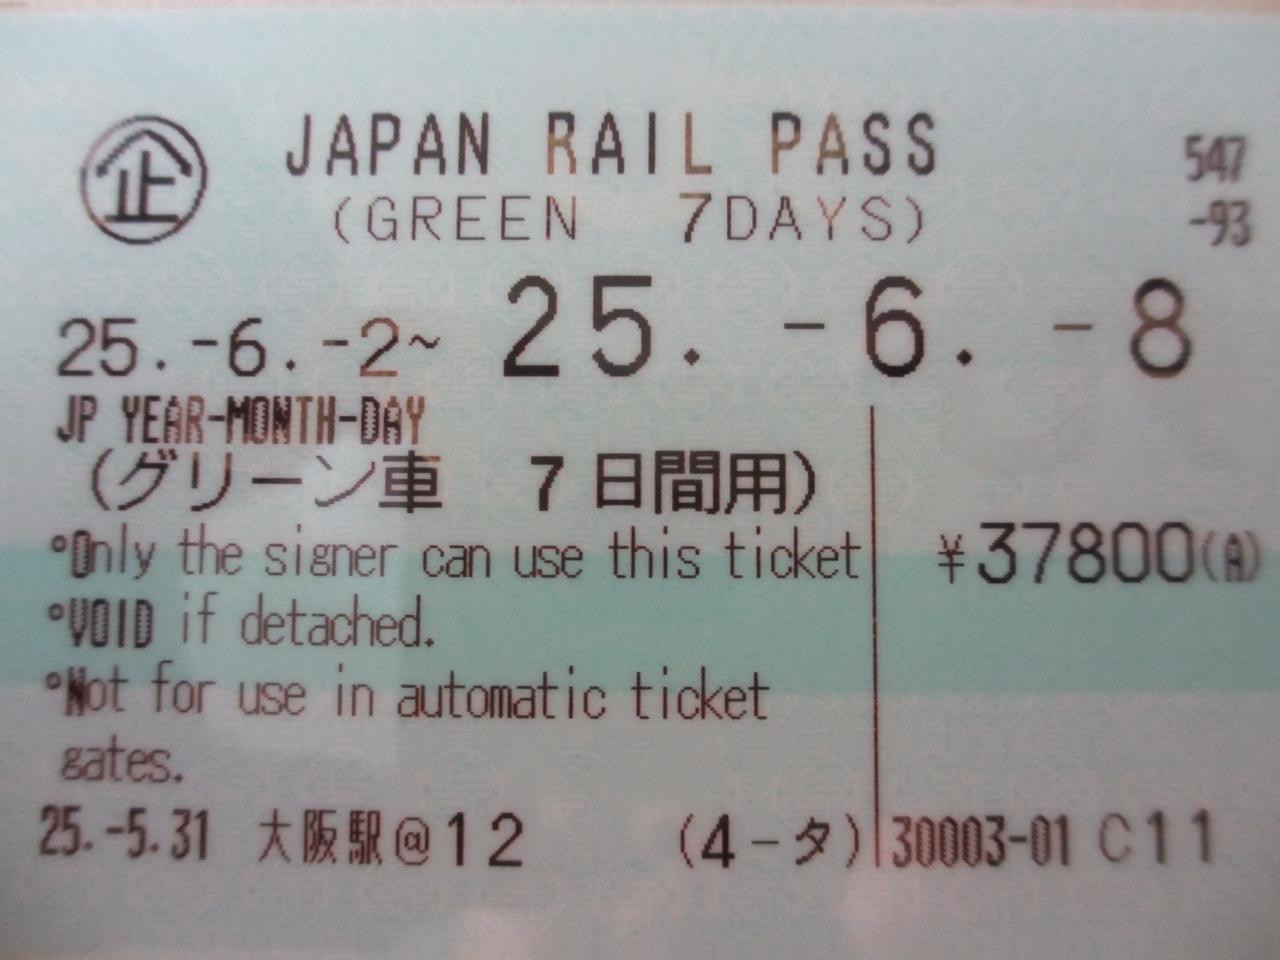 企 JAPAN RAIL PASS 547
(GREEN 7DAYS) -93
25.-6.-2~ 25.-6.-8
JP YEAR-MONTH-DAY
(グリーン車 7日間用)
°Only the signer can use this ticket ¥37800(A)
°VOID if detached.
°Not for use in automatic ticket
gates.
25.-5.31 大阪駅@12 (4-タ) 30003-01 C11